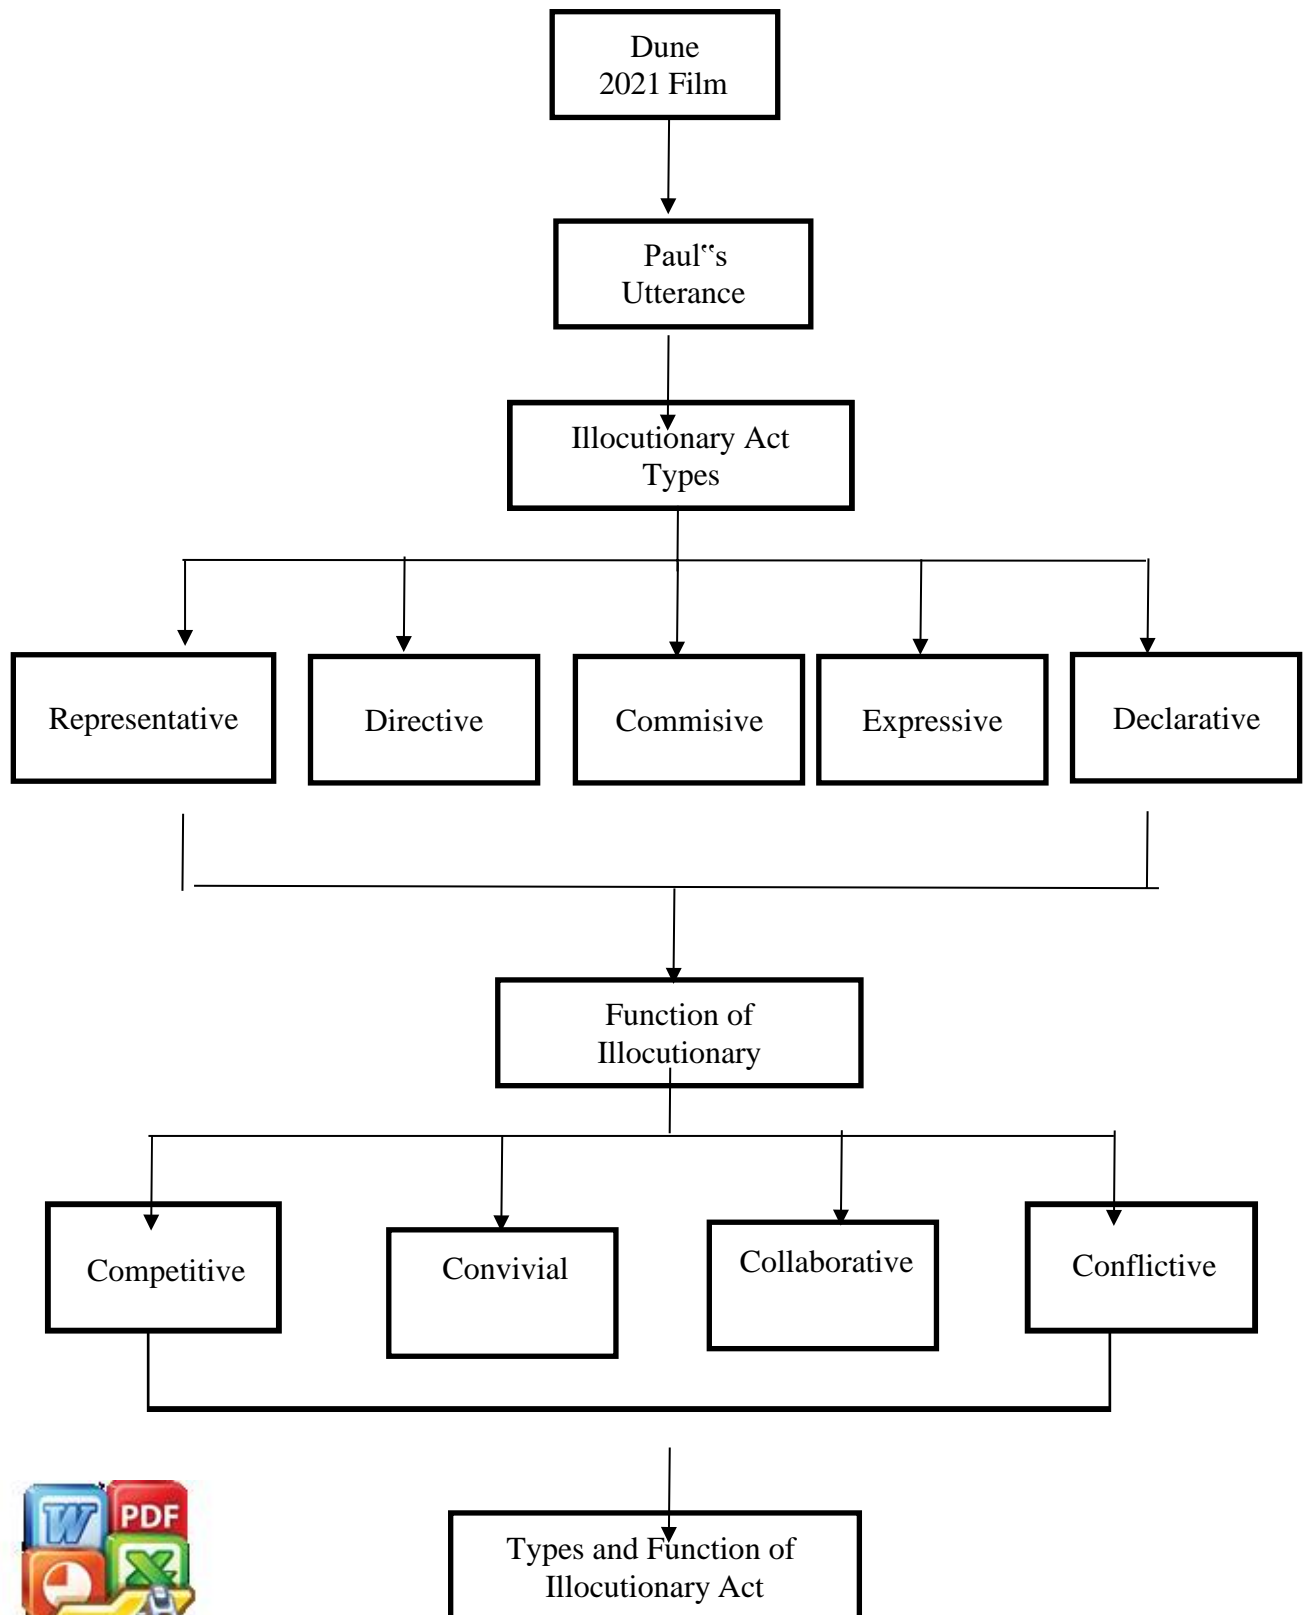 Dune
2021 Film
Paul‟s
Utterance
Illocutionary Act
Types
Representative
Directive
Commisive
Expressive
Declarative
Function of
Illocutionary
Competitive
Convivial
Collaborative
Conflictive
W
PDF
X
Types and Function of
Illocutionary Act